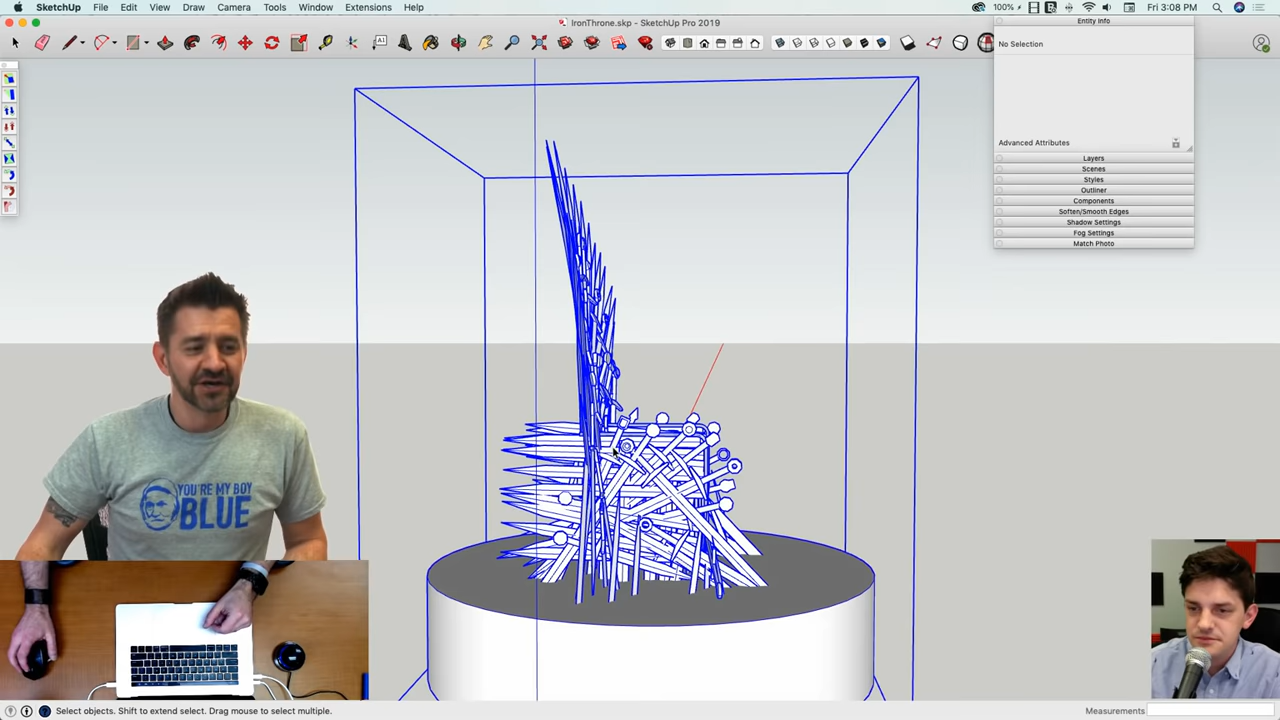 SketchUp File Edit View Draw Camera Tools Window Extensions Help
100% Fri 3:08 PM
IronThrone.skp - SketchUp Pro 2019
Entity Info
No Selection
Advanced Attributes
Layers
Scenes
Styles
Outliner
Components
Soften/Smooth Edges
Shadow Settings
Fog Settings
Match Photo
YOU'RE MY BOY
BLUE
Select objects. Shift to extend select. Drag mouse to select multiple.
Measurements